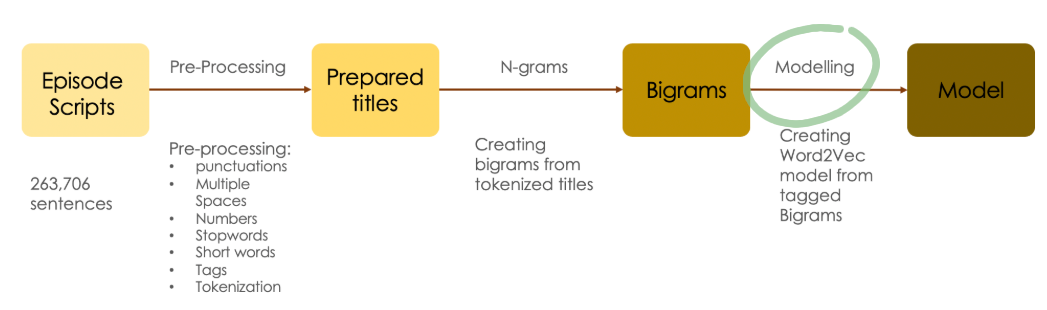 Episode
Scripts
Pre-Processing
Prepared
titles
N-grams
Bigrams
Modelling
Model
263,706
sentences
Pre-processing:
• punctuations
• Multiple
Spaces
• Numbers
• Stopwords
• Short words
• Tags
• Tokenization
Creating
bigrams from
tokenized titles
Creating
Word2Vec
model from
tagged
Bigrams